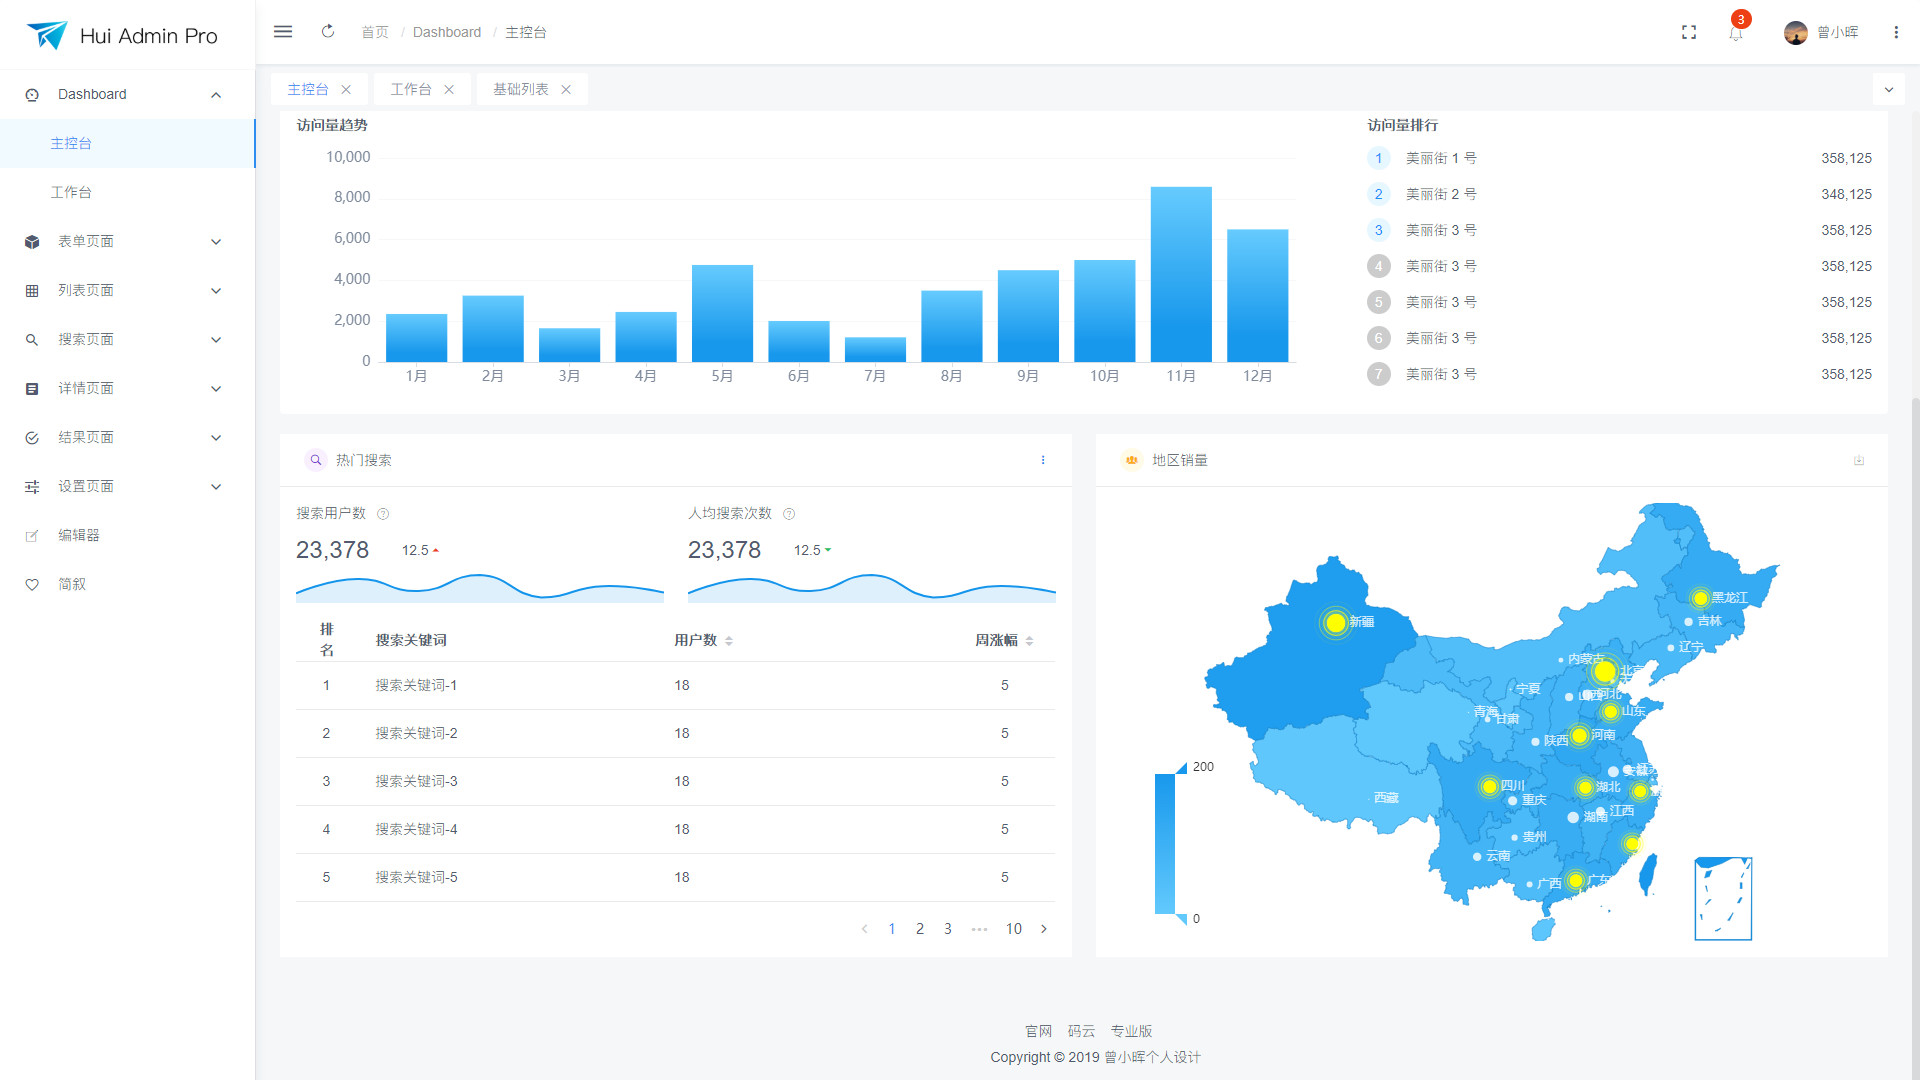 Hui Admin Pro
首页 / Dashboard / 主控台
3
曾小晖
Dashboard
主控台
工作台
表单页面
列表页面
搜索页面
详情页面
结果页面
设置页面
编辑器
简叙
主控台
工作台
基础列表
访问量趋势
10,000
8,000
6,000
4,000
2,000
0
1月 2月 3月 4月 5月 6月 7月 8月 9月 10月 11月 12月
访问量排行
1 美丽街 1 号 358,125
2 美丽街 2 号 348,125
3 美丽街 3 号 358,125
4 美丽街 3 号 358,125
5 美丽街 3 号 358,125
6 美丽街 3 号 358,125
7 美丽街 3 号 358,125
热门搜索
搜索用户数
23,378 12.5
人均搜索次数
23,378 12.5
排名 搜索关键词 用户数 周涨幅
1 搜索关键词-1 18 5
2 搜索关键词-2 18 5
3 搜索关键词-3 18 5
4 搜索关键词-4 18 5
5 搜索关键词-5 18 5
1 2 3 ••• 10
地区销量
黑龙江
吉林
辽宁
新疆
内蒙古
北京
宁夏
山西
河北
青海
甘肃
山东
陕西
河南
四川
湖北
重庆
西藏
湖南
江西
贵州
云南
广西
广东
200
0
官网 码云 专业版
Copyright © 2019 曾小晖个人设计